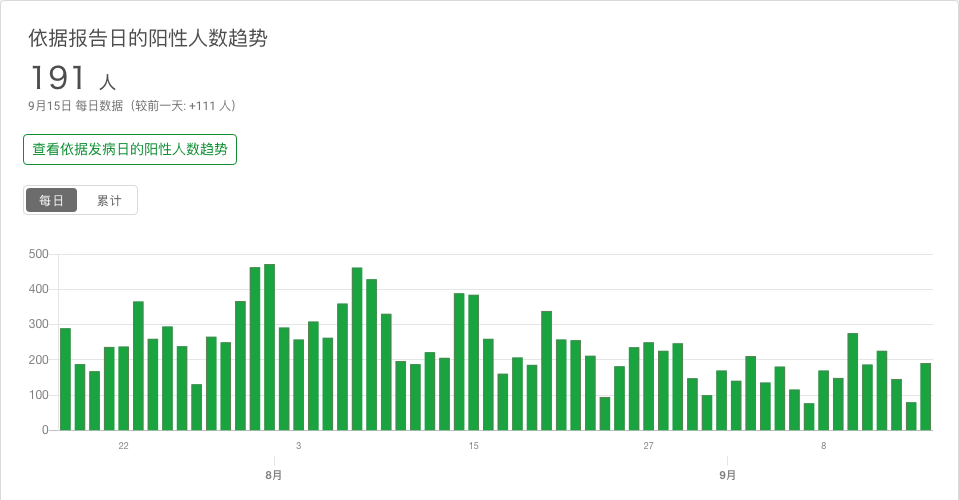 依据报告日的阳性人数趋势
191 人
9月15日 每日数据（较前一天: +111 人）
查看依据发病日的阳性人数趋势
每日 累计
500
400
300
200
100
0
22 3 15 27 8
8月 9月